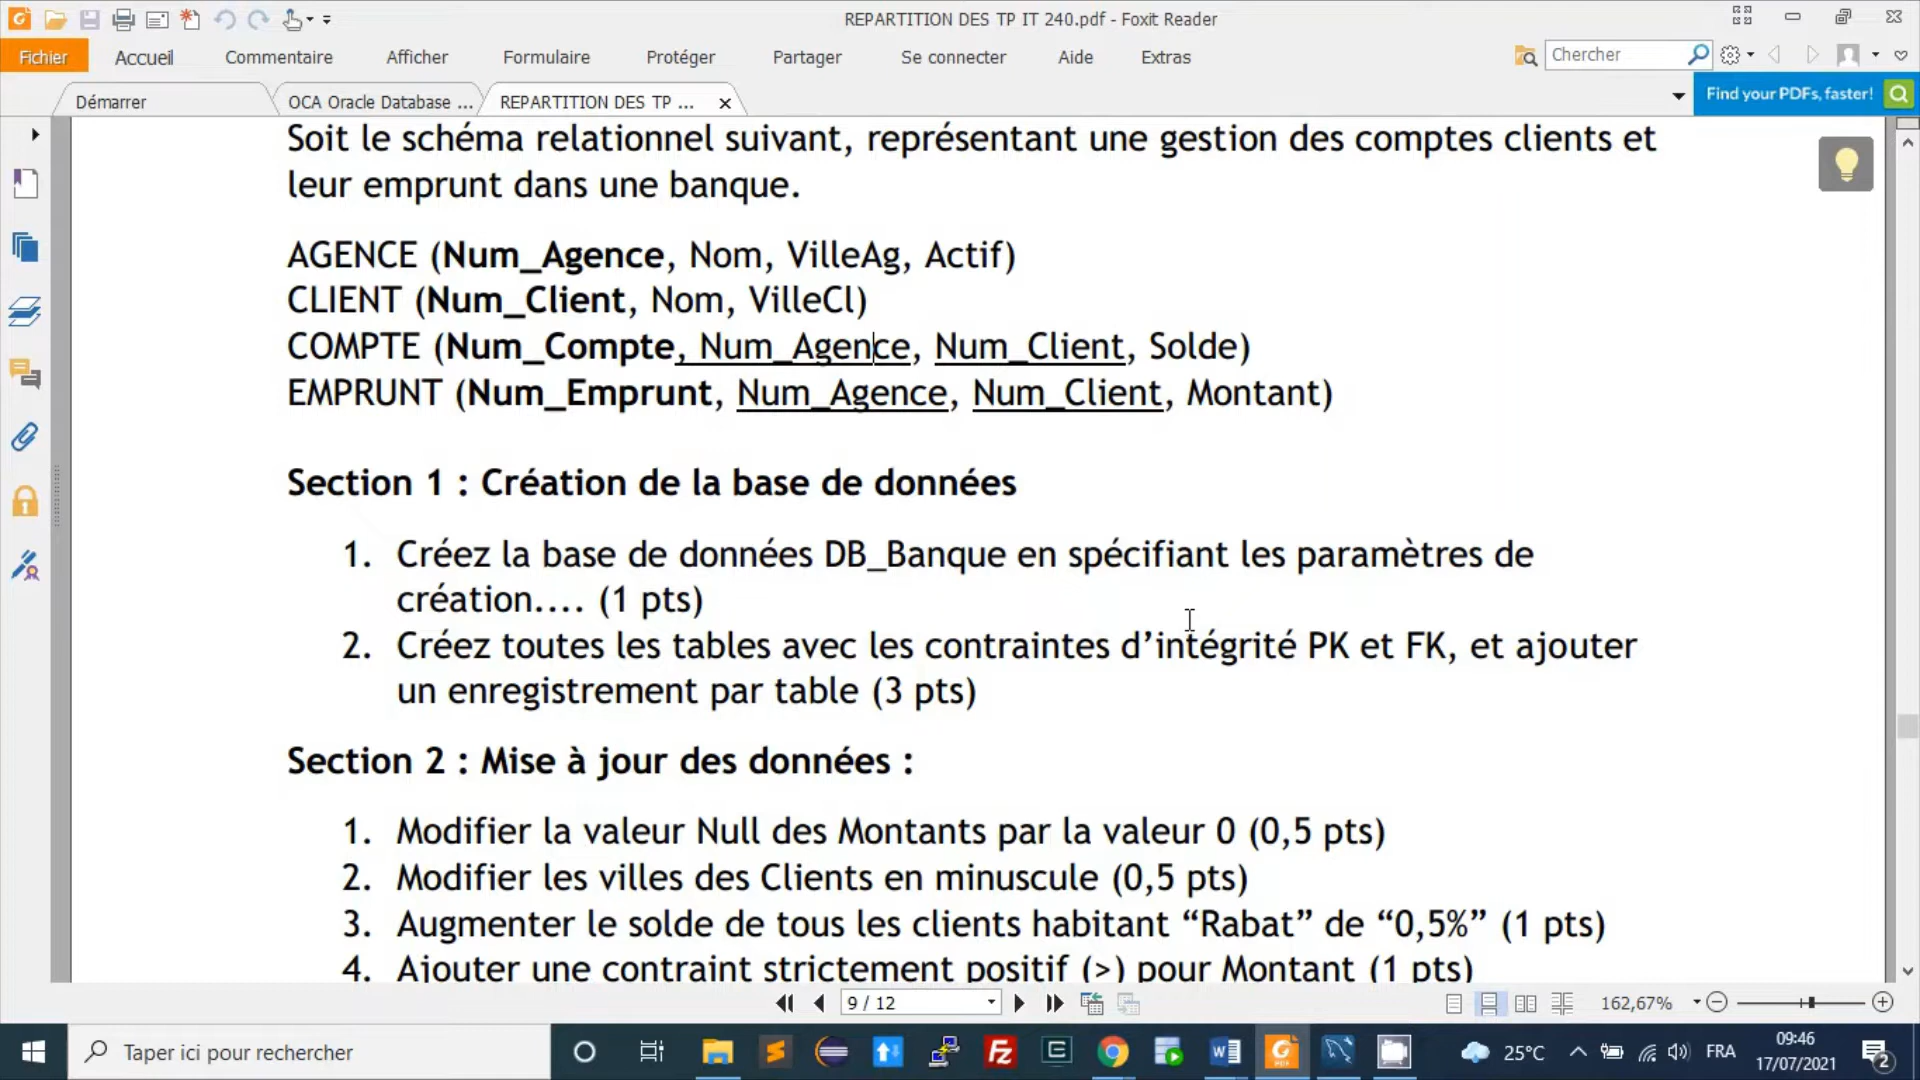 REPARTITION DES TP IT 240.pdf - Foxit Reader
Fichier Accueil Commentaire Afficher Formulaire Protéger Partager Se connecter Aide Extras Chercher
Démarrer OCA Oracle Database ... REPARTITION DES TP ... Find your PDFs, faster!
Soit le schéma relationnel suivant, représentant une gestion des comptes clients et
leur emprunt dans une banque.
AGENCE (Num_Agence, Nom, VilleAg, Actif)
CLIENT (Num_Client, Nom, VilleCl)
COMPTE (Num_Compte, Num_Agence, Num_Client, Solde)
EMPRUNT (Num_Emprunt, Num_Agence, Num_Client, Montant)
Section 1 : Création de la base de données
1. Créez la base de données DB_Banque en spécifiant les paramètres de
création.... (1 pts)
2. Créez toutes les tables avec les contraintes d’intégrité PK et FK, et ajouter
un enregistrement par table (3 pts)
Section 2 : Mise à jour des données :
1. Modifier la valeur Null des Montants par la valeur 0 (0,5 pts)
2. Modifier les villes des Clients en minuscule (0,5 pts)
3. Augmenter le solde de tous les clients habitant “Rabat” de “0,5%” (1 pts)
4. Ajouter une contraint strictement positif (>) pour Montant (1 pts)
9 / 12 162,67%
Taper ici pour rechercher 25°C FRA 09:46
17/07/2021 2